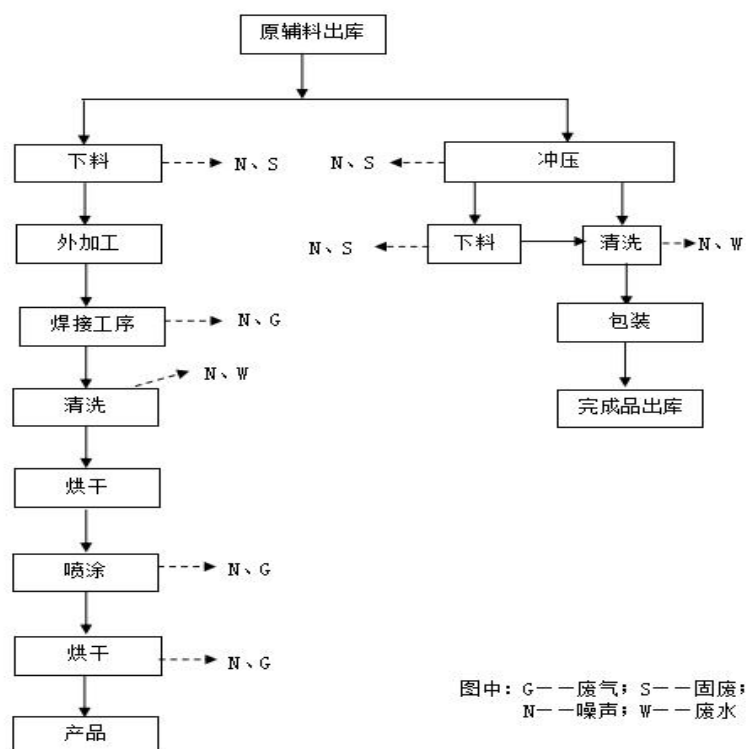 原辅料出库
下料
N、S
N、S
冲压
外加工
N、S
下料
清洗
N、W
焊接工序
N、G
包装
N、W
清洗
完成品出库
烘干
喷涂
N、G
烘干
N、G
图中：G——废气；S——固废；
N——噪声；W——废水
产品